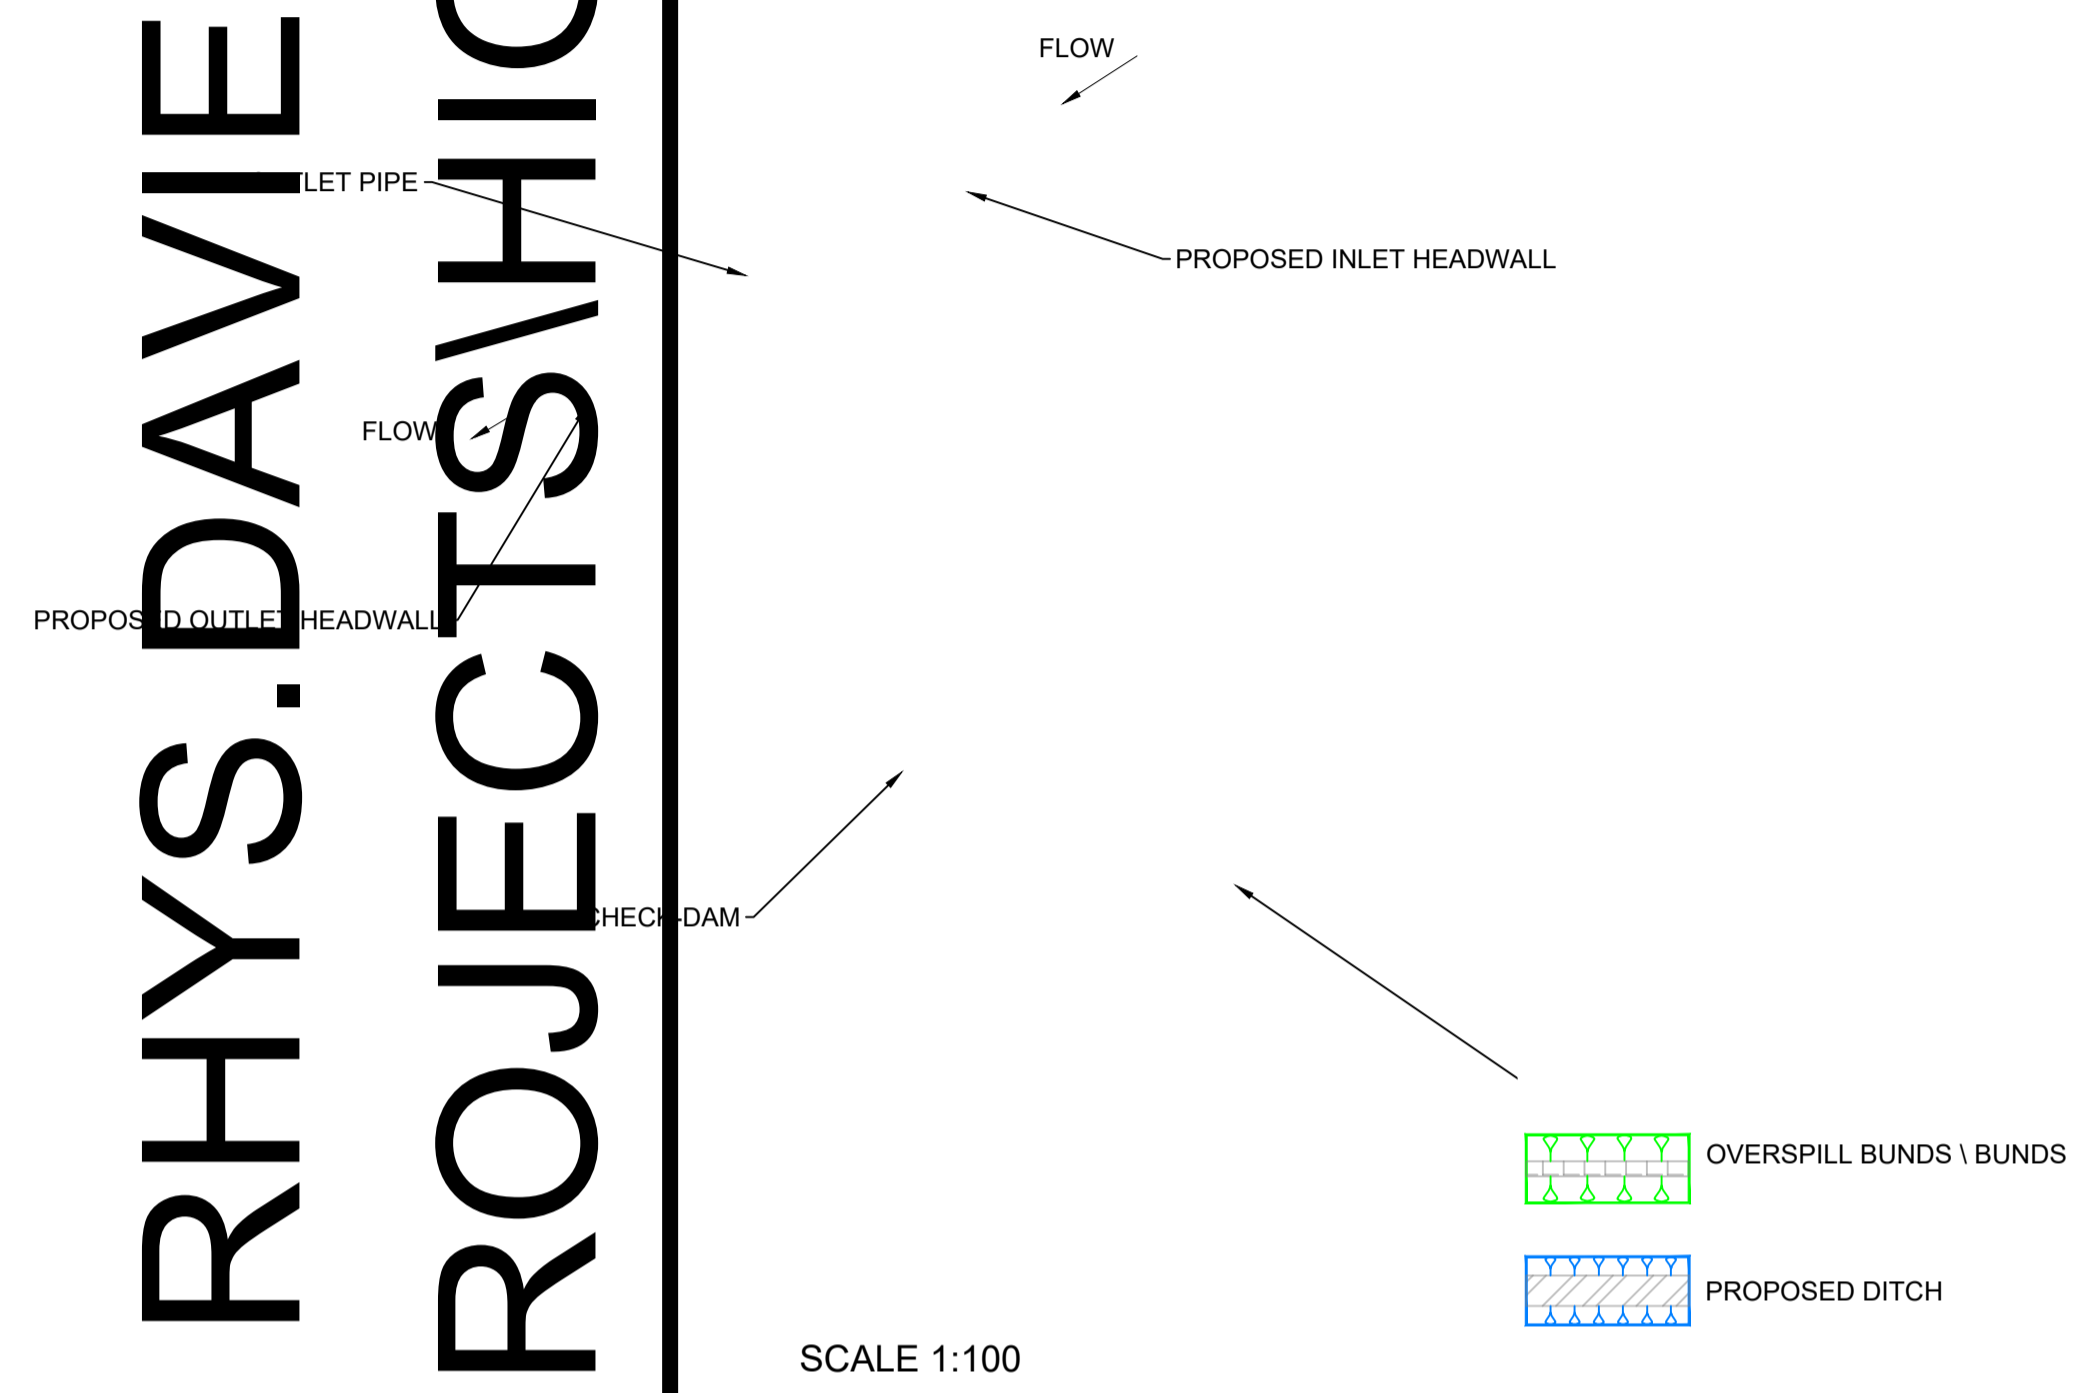 FLOW
LET PIPE
PROPOSED INLET HEADWALL
FLOW
PROPOSED OUTLET HEADWALL
CHECK-DAM
OVERSPILL BUNDS \ BUNDS
PROPOSED DITCH
SCALE 1:100
RHYS.DAVIE
ROJECTS\HIC